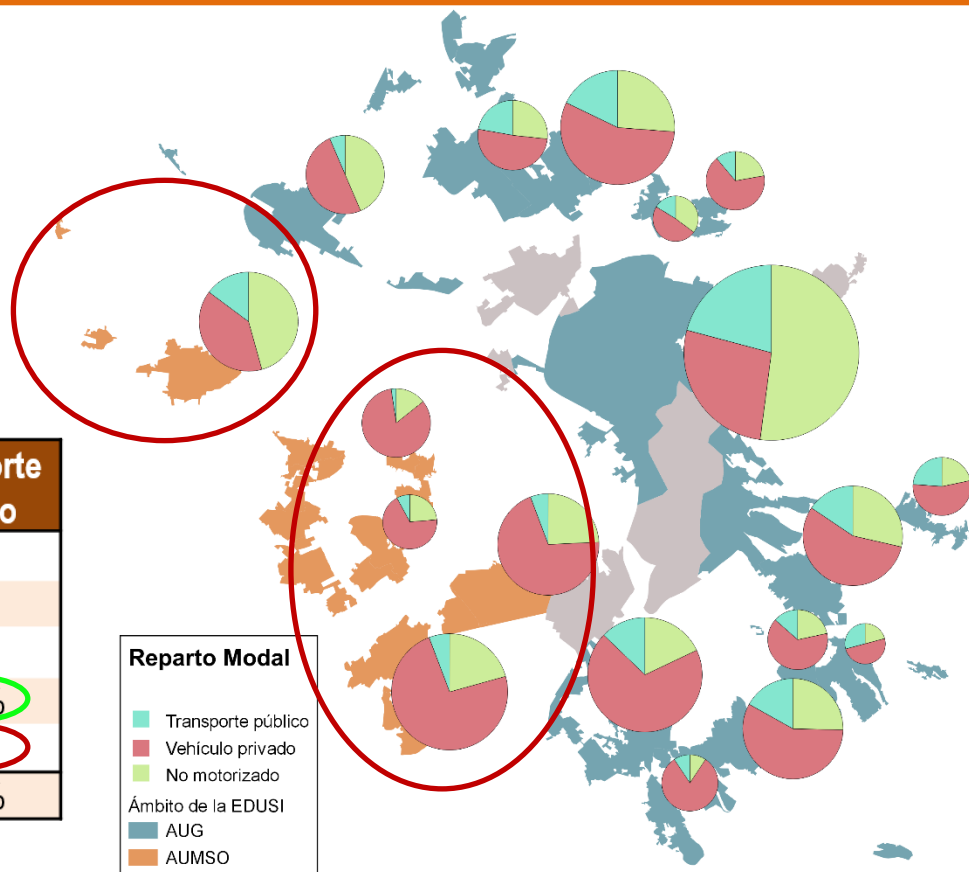 Reparto Modal
Transporte público
Vehículo privado
No motorizado
Ámbito de la EDUSI
AUG
AUMSO